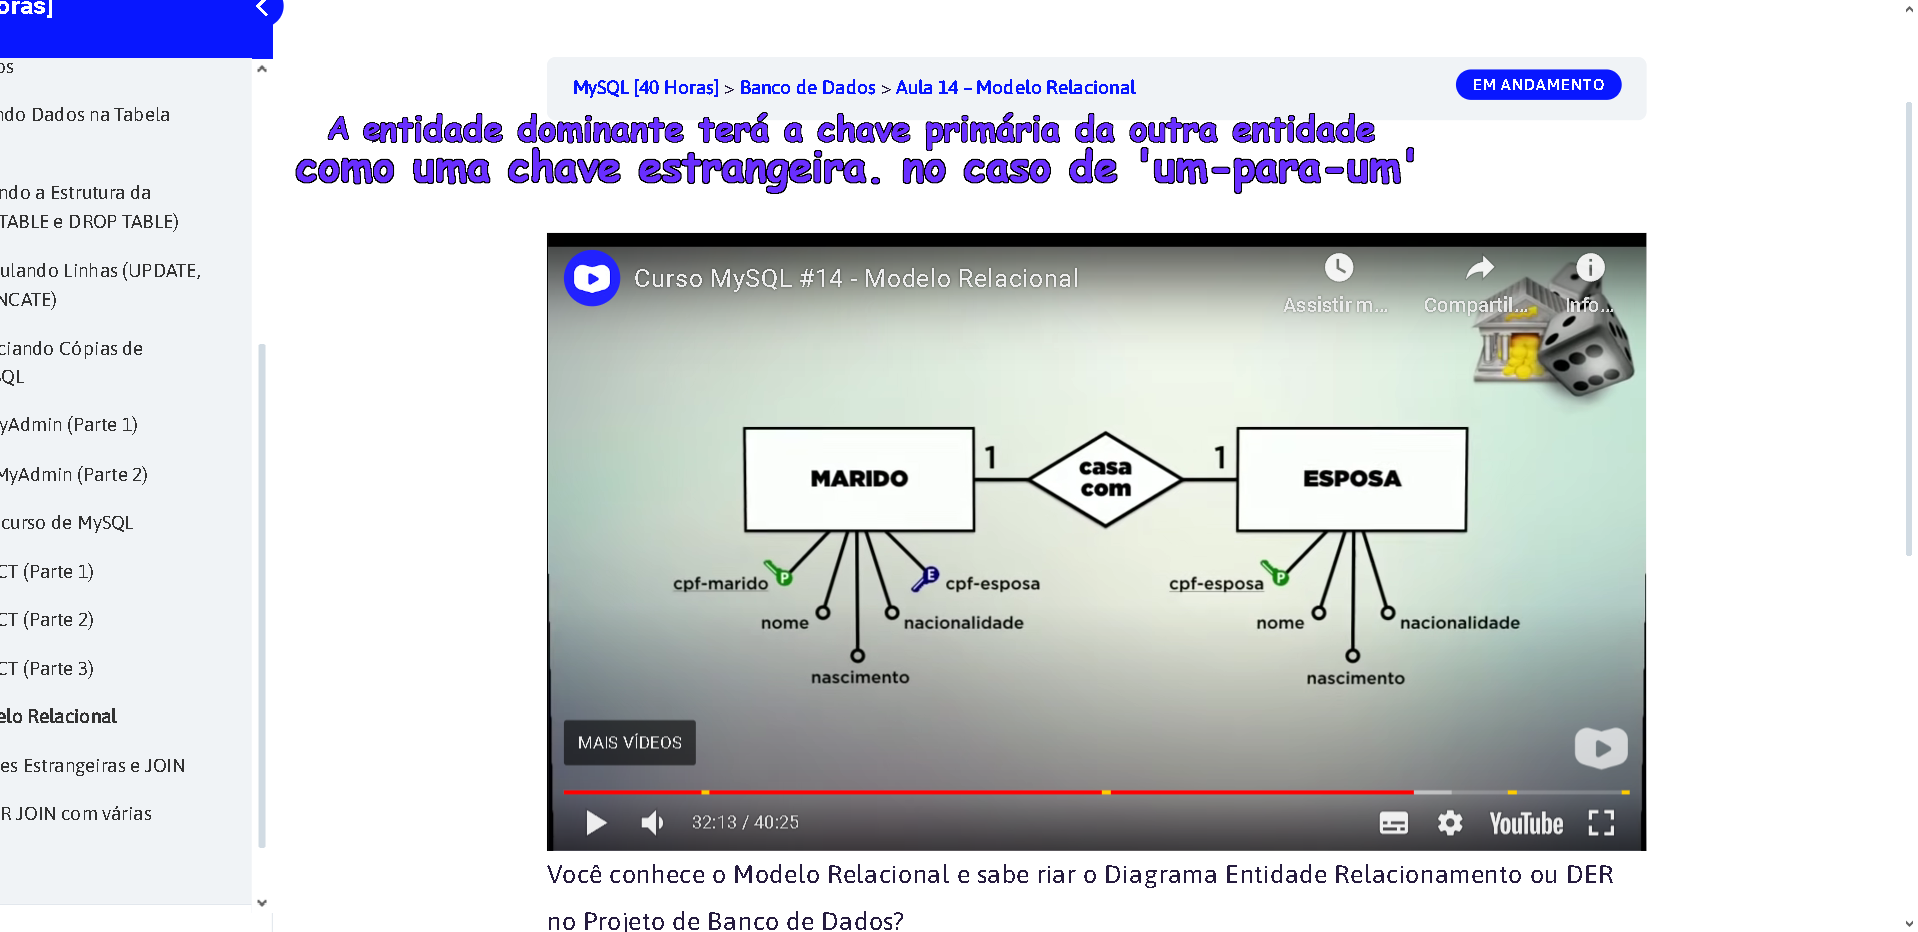 oras]
os
ndo Dados na Tabela
ndo a Estrutura da
TABLE e DROP TABLE)
ulando Linhas (UPDATE,
NCATE)
ciando Cópias de
QL
yAdmin (Parte 1)
MyAdmin (Parte 2)
curso de MySQL
CT (Parte 1)
CT (Parte 2)
CT (Parte 3)
elo Relacional
es Estrangeiras e JOIN
R JOIN com várias
MySQL [40 Horas] > Banco de Dados > Aula 14 – Modelo Relacional
EM ANDAMENTO
A entidade dominante terá a chave primária da outra entidade
como uma chave estrangeira. no caso de 'um-para-um'
Curso MySQL #14 - Modelo Relacional
Assistir m...
Compartil...
Info...
MARIDO
1
casa
com
1
ESPOSA
cpf-marido
P
E
cpf-esposa
nome
nacionalidade
nascimento
cpf-esposa
P
nome
nacionalidade
nascimento
MAIS VÍDEOS
32:13 / 40:25
YouTube
Você conhece o Modelo Relacional e sabe riar o Diagrama Entidade Relacionamento ou DER
no Projeto de Banco de Dados?